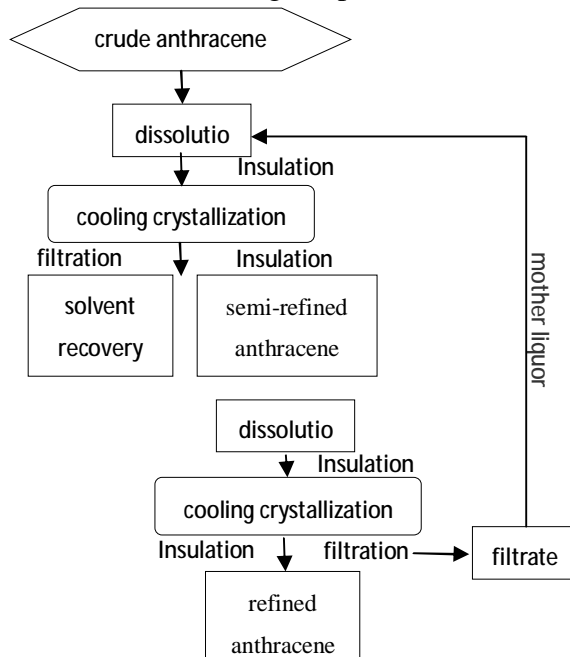 crude anthracene
dissolutio
Insulation
cooling crystallization
filtration
Insulation
solvent
recovery
semi-refined
anthracene
mother liquor
dissolutio
Insulation
cooling crystallization
Insulation
filtration
filtrate
refined
anthracene